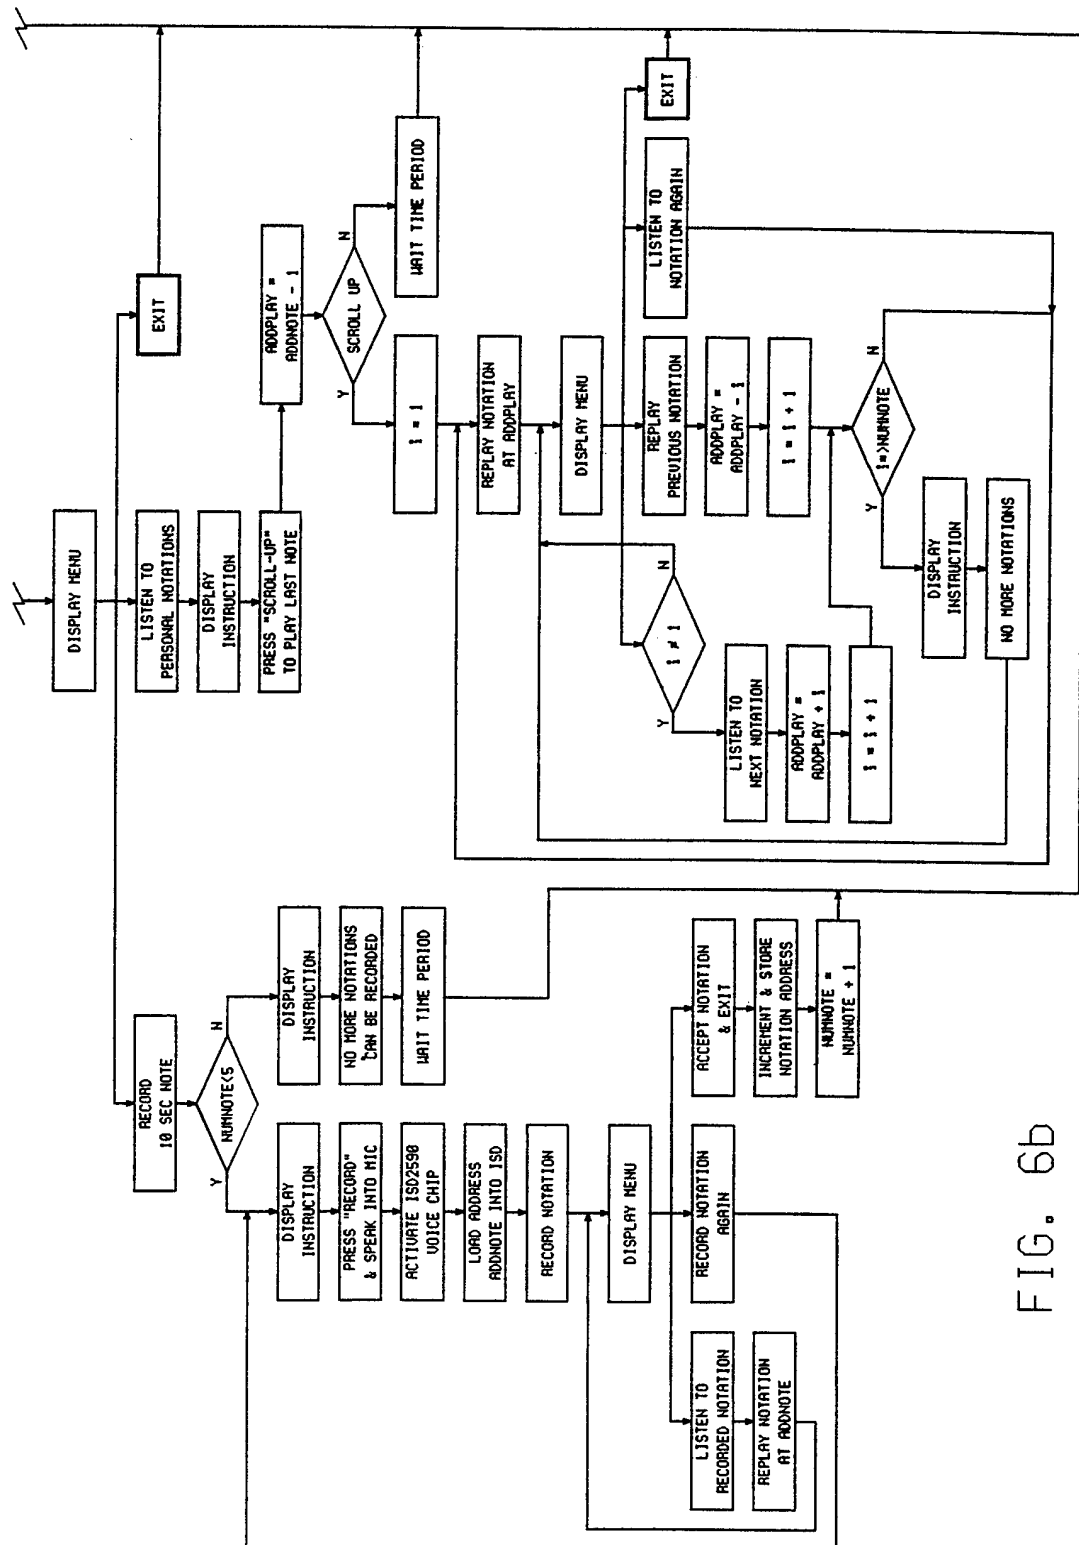 DISPLAY MENU
RECORD
10 SEC NOTE
NUMNOTE<5
Y
N
DISPLAY
INSTRUCTION
PRESS "RECORD"
& SPEAK INTO MIC
ACTIVATE ISD2590
VOICE CHIP
LOAD ADDRESS
ADDNOTE INTO ISD
RECORD NOTATION
DISPLAY MENU
LISTEN TO
RECORDED NOTATION
REPLAY NOTATION
AT ADDNOTE
RECORD NOTATION
AGAIN
ACCEPT NOTATION
& EXIT
INCREMENT & STORE
NOTATION ADDRESS
NUMNOTE =
NUMNOTE + 1
DISPLAY
INSTRUCTION
NO MORE NOTATIONS
CAN BE RECORDED
WAIT TIME PERIOD
LISTEN TO
PERSONAL NOTATIONS
DISPLAY
INSTRUCTION
PRESS "SCROLL-UP"
TO PLAY LAST NOTE
ADDPLAY =
ADDNOTE - 1
SCROLL UP
Y
N
WAIT TIME PERIOD
i = 1
REPLAY NOTATION
AT ADDPLAY
DISPLAY MENU
i ≠ 1
Y
N
LISTEN TO
NEXT NOTATION
ADDPLAY =
ADDPLAY + 1
i = i + 1
REPLAY
PREVIOUS NOTATION
ADDPLAY =
ADDPLAY - 1
i = i + 1
i=>NUMNOTE
Y
N
DISPLAY
INSTRUCTION
NO MORE NOTATIONS
LISTEN TO
NOTATION AGAIN
EXIT
EXIT
FIG. 6b